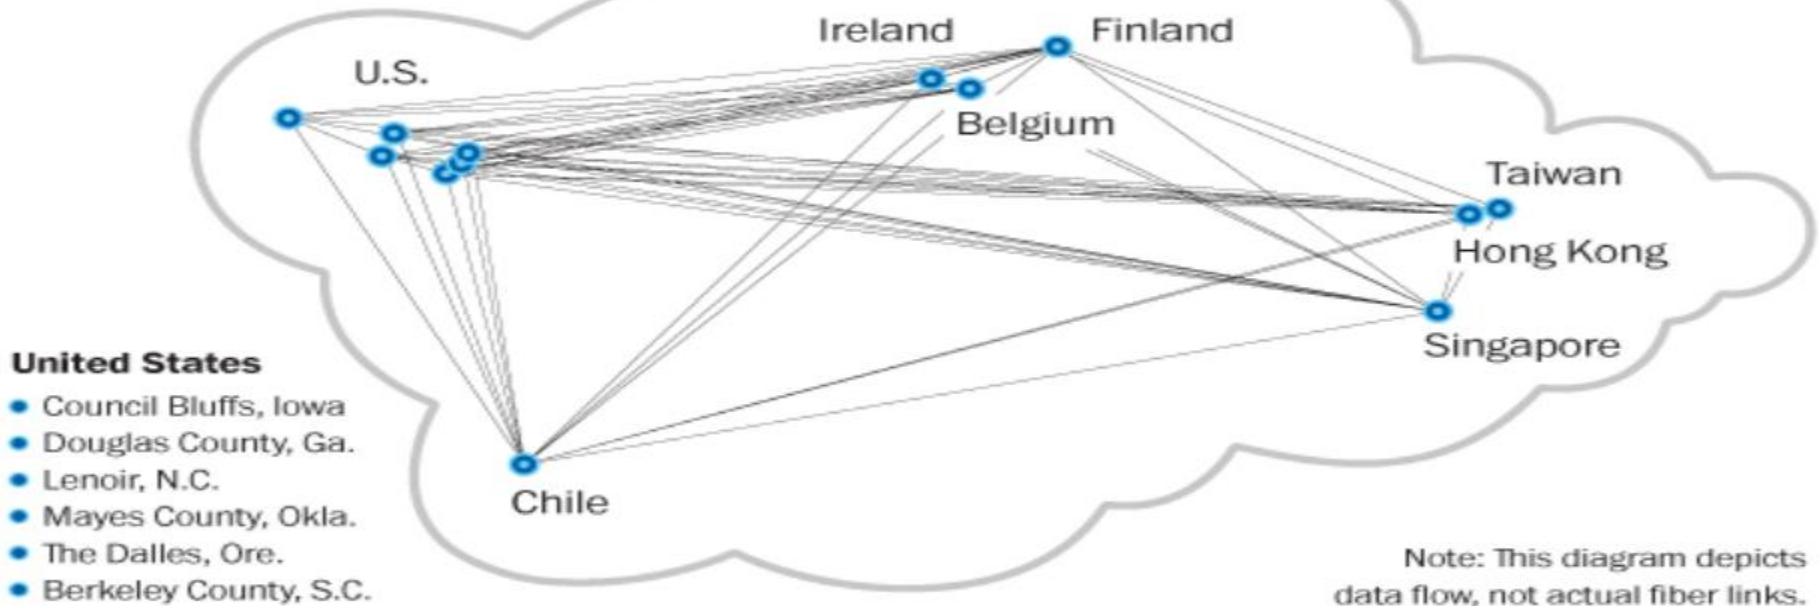 Ireland
Finland
U.S.
Belgium
Taiwan
Hong Kong
Singapore
Chile
United States
Council Bluffs, Iowa
Douglas County, Ga.
Lenoir, N.C.
Mayes County, Okla.
The Dalles, Ore.
Berkeley County, S.C.
Note: This diagram depicts
data flow, not actual fiber links.